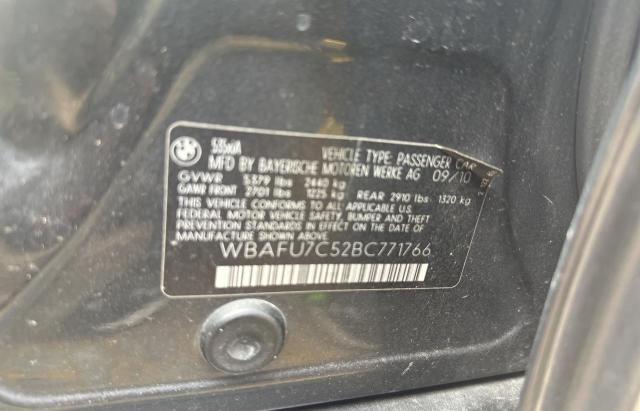 535xiA
VEHICLE TYPE: PASSENGER CAR
MFD BY BAYERISCHE MOTOREN WERKE AG 09/10
GVWR 5379 lbs 2440 kg
GAWR FRONT 2701 lbs 1225 kg REAR 2910 lbs 1320 kg
THIS VEHICLE CONFORMS TO ALL APPLICABLE U.S.
FEDERAL MOTOR VEHICLE SAFETY, BUMPER AND THEFT
PREVENTION STANDARDS IN EFFECT ON THE DATE OF
MANUFACTURE SHOWN ABOVE.
WBAFU7C52BC771766